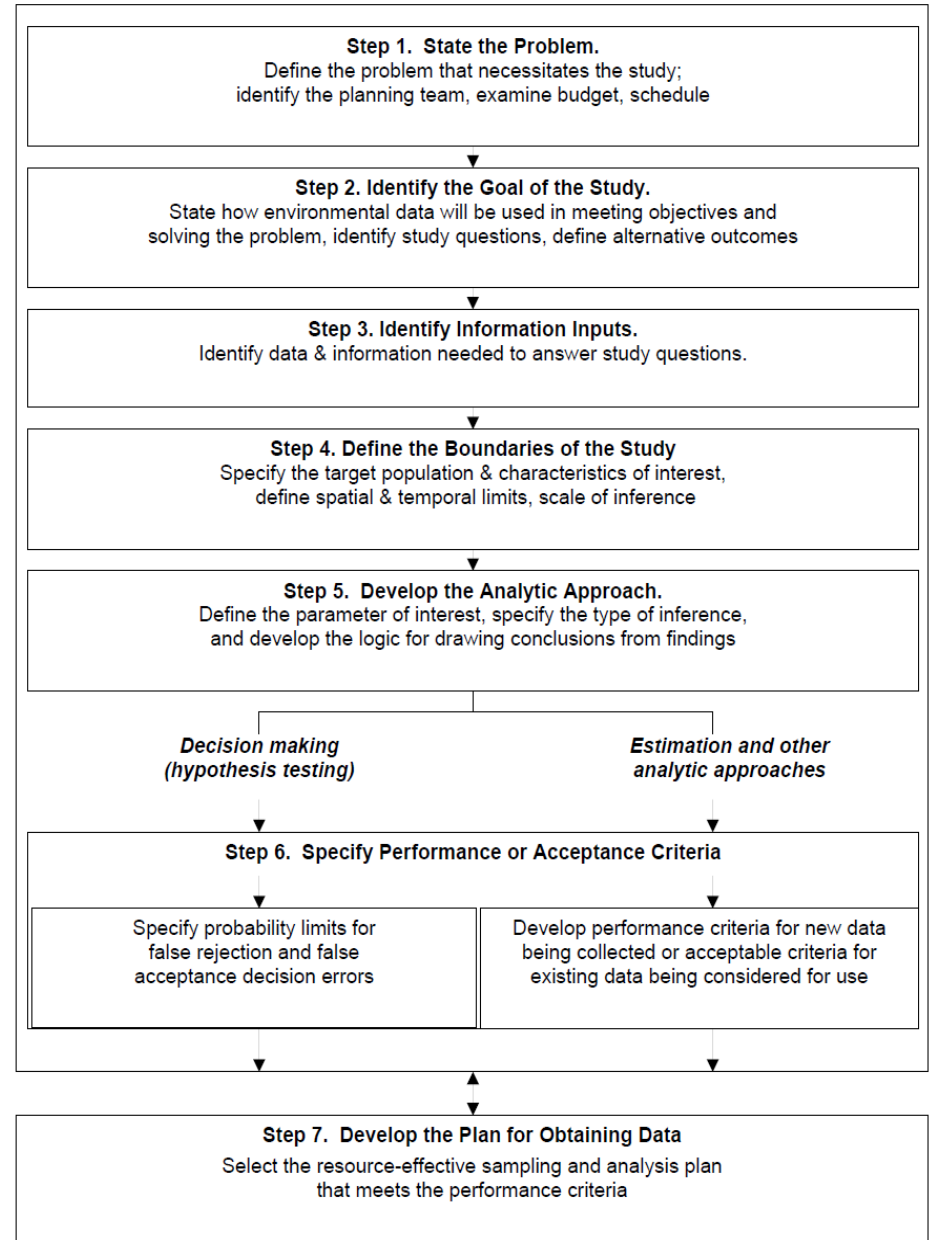 Step 1. State the Problem.
Define the problem that necessitates the study;
identify the planning team, examine budget, schedule
Step 2. Identify the Goal of the Study.
State how environmental data will be used in meeting objectives and
solving the problem, identify study questions, define alternative outcomes
Step 3. Identify Information Inputs.
Identify data & information needed to answer study questions.
Step 4. Define the Boundaries of the Study
Specify the target population & characteristics of interest,
define spatial & temporal limits, scale of inference
Step 5. Develop the Analytic Approach.
Define the parameter of interest, specify the type of inference,
and develop the logic for drawing conclusions from findings
Decision making
(hypothesis testing)
Estimation and other
analytic approaches
Step 6. Specify Performance or Acceptance Criteria
Specify probability limits for
false rejection and false
acceptance decision errors
Develop performance criteria for new data
being collected or acceptable criteria for
existing data being considered for use
Step 7. Develop the Plan for Obtaining Data
Select the resource-effective sampling and analysis plan
that meets the performance criteria